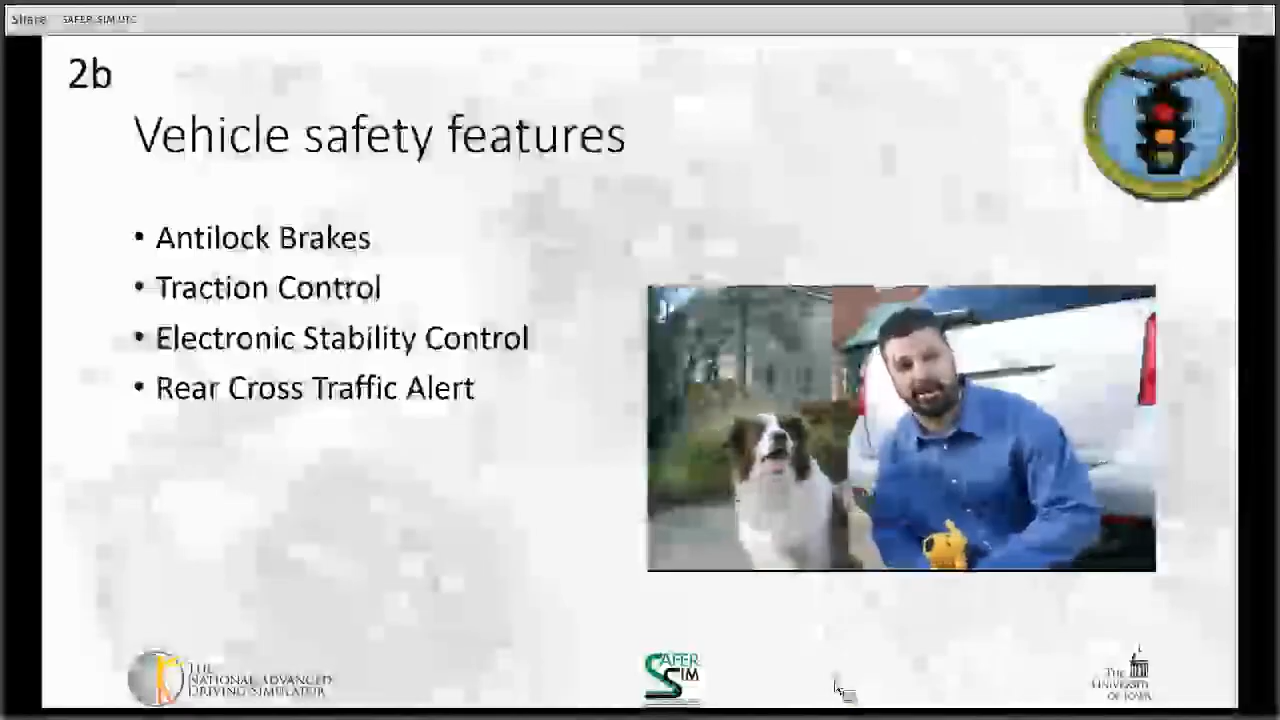 Share SAFER-SIM UTC
2b
Vehicle safety features
• Antilock Brakes
• Traction Control
• Electronic Stability Control
• Rear Cross Traffic Alert
THE
NATIONAL ADVANCED
DRIVING SIMULATOR
SAFER
SIM
THE
UNIVERSITY
OF IOWA